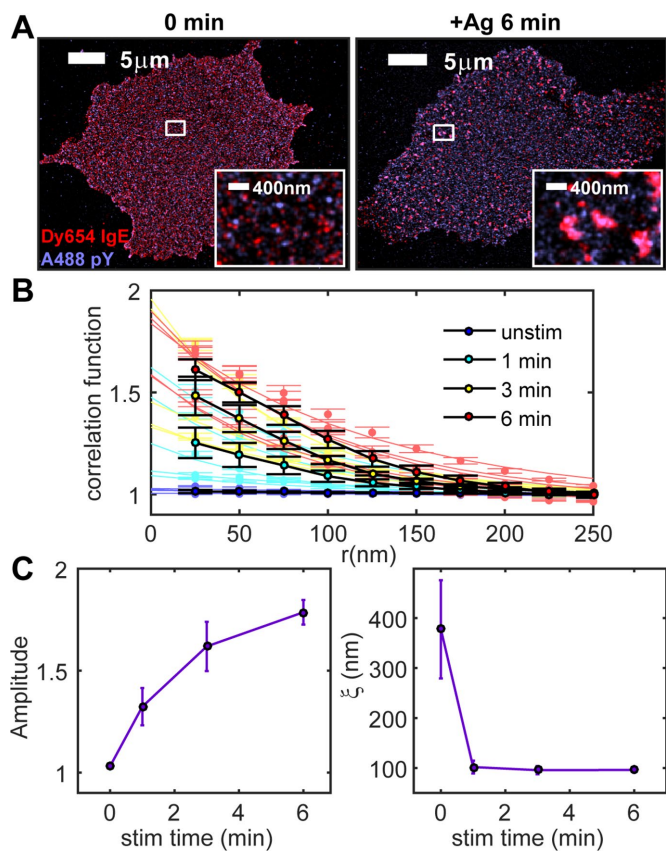 A
0 min
+Ag 6 min
5μm
5μm
400nm
400nm
Dy654 IgE
A488 pY
B
2
1.5
1
correlation function
unstim
1 min
3 min
6 min
0 50 100 150 200 250
r(nm)
C
2
1.5
1
Amplitude
0 2 4 6
stim time (min)
400
300
200
100
ξ (nm)
0 2 4 6
stim time (min)